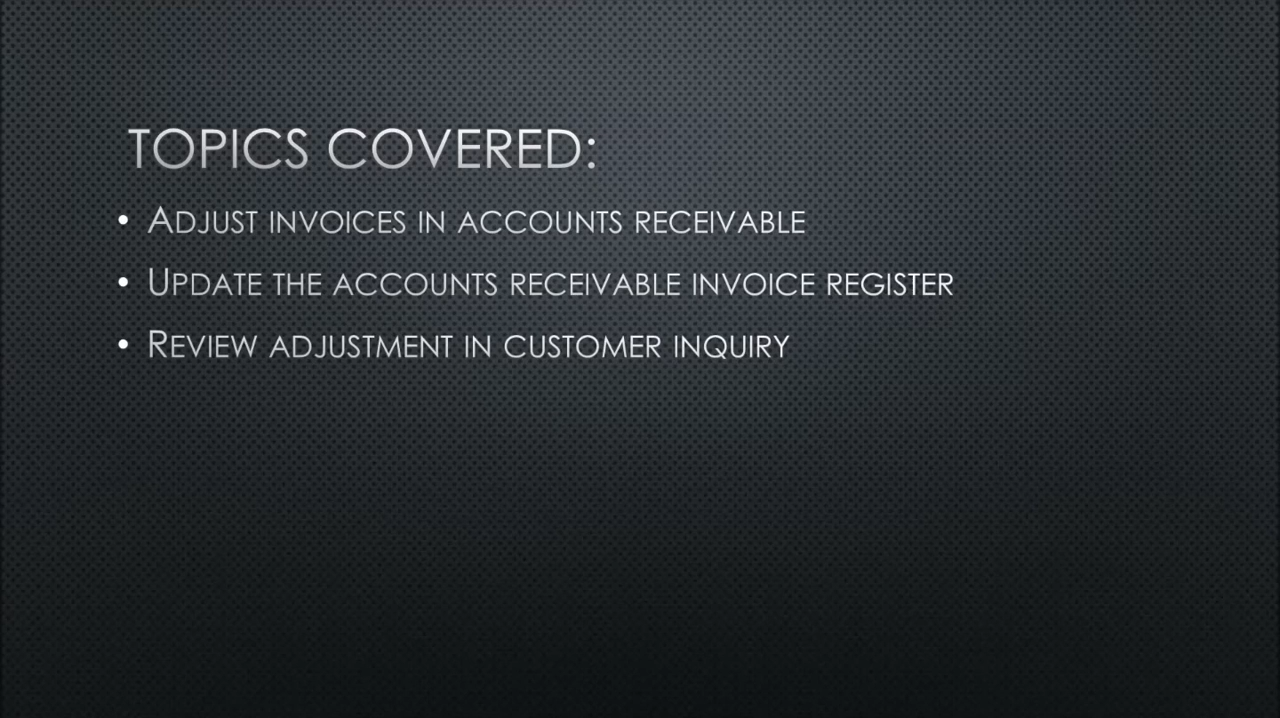 TOPICS COVERED:
• ADJUST INVOICES IN ACCOUNTS RECEIVABLE
• UPDATE THE ACCOUNTS RECEIVABLE INVOICE REGISTER
• REVIEW ADJUSTMENT IN CUSTOMER INQUIRY